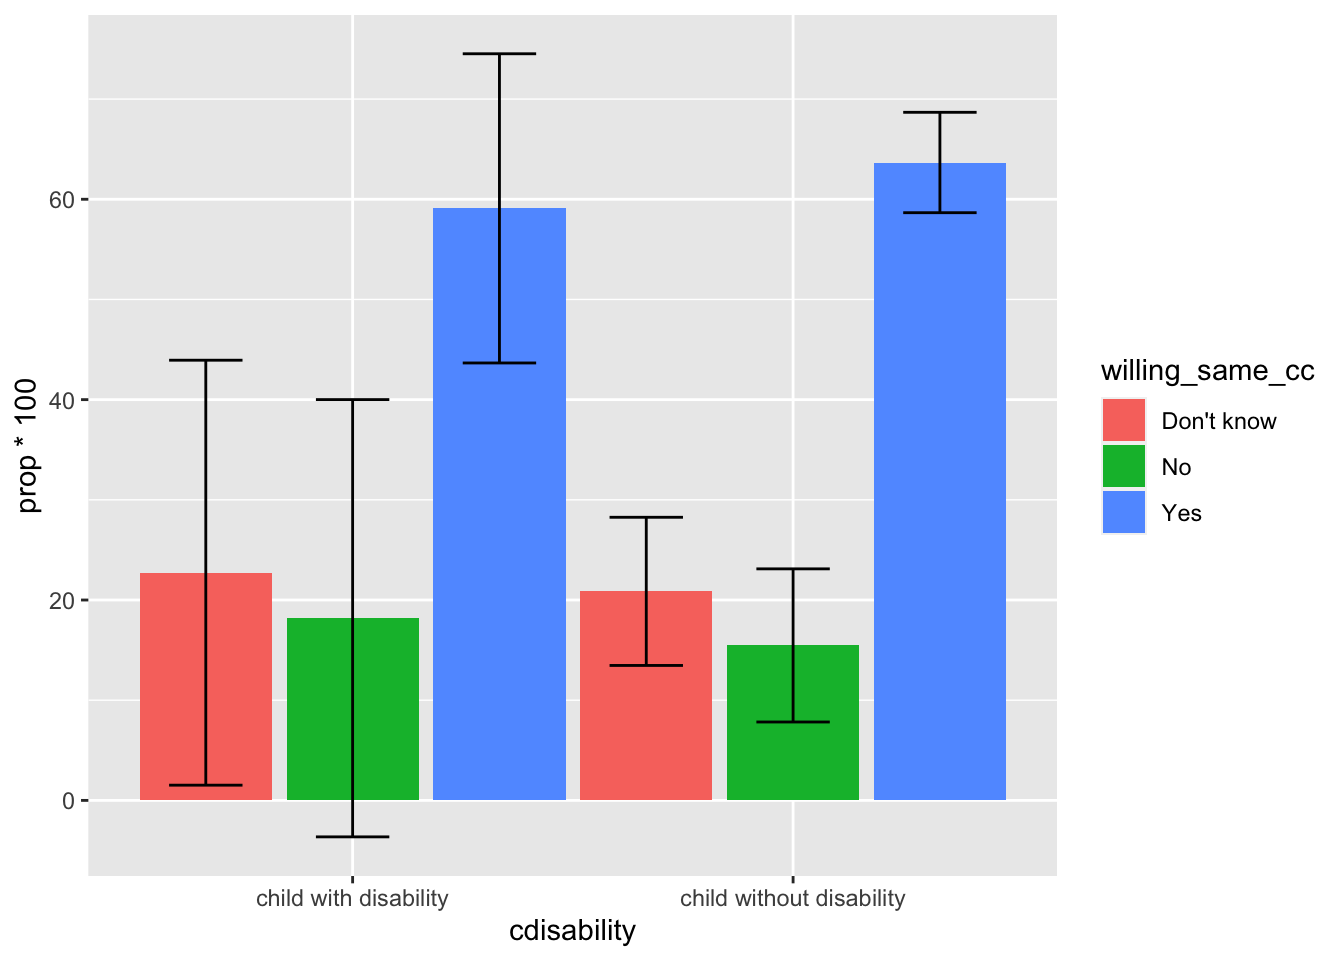 prop * 100
60
40
20
0
child with disability
child without disability
cdisability
willing_same_cc
Don't know
No
Yes